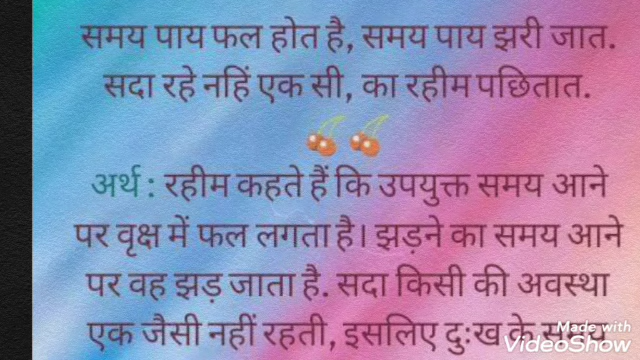 समय पाय फल होत है, समय पाय झरी जात.
सदा रहे नहिं एक सी, का रहीम पछितात.
अर्थ : रहीम कहते हैं कि उपयुक्त समय आने
पर वृक्ष में फल लगता है। झड़ने का समय आने
पर वह झड़ जाता है. सदा किसी की अवस्था
एक जैसी नहीं रहती, इसलिए दुःख के
Made with
VideoShow